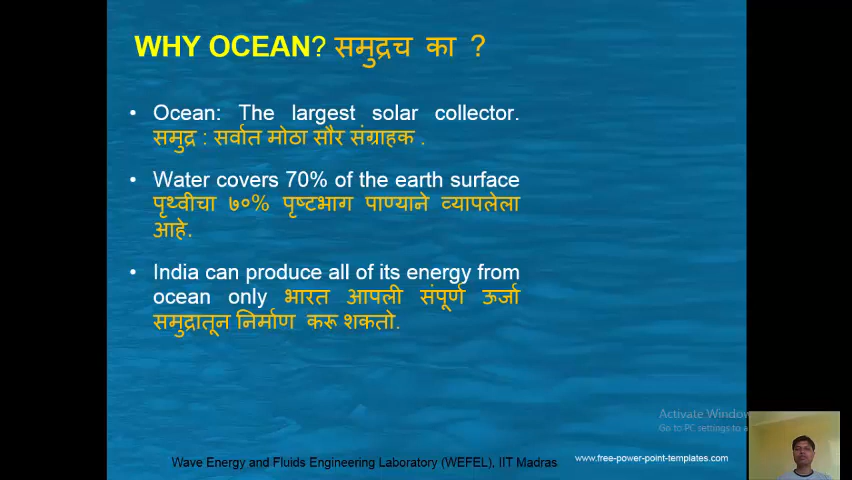 WHY OCEAN? समुद्रच का ?
• Ocean: The largest solar collector.
समुद्र : सर्वात मोठा सौर संग्राहक .
• Water covers 70% of the earth surface
पृथ्वीचा ७०% पृष्टभाग पाण्याने व्यापलेला
आहे.
• India can produce all of its energy from
ocean only भारत आपली संपूर्ण ऊर्जा
समुद्रातून निर्माण करू शकतो.
Activate Window
Go to PC settings to a
Wave Energy and Fluids Engineering Laboratory (WEFEL), IIT Madras
www.free-power-point-templates.com